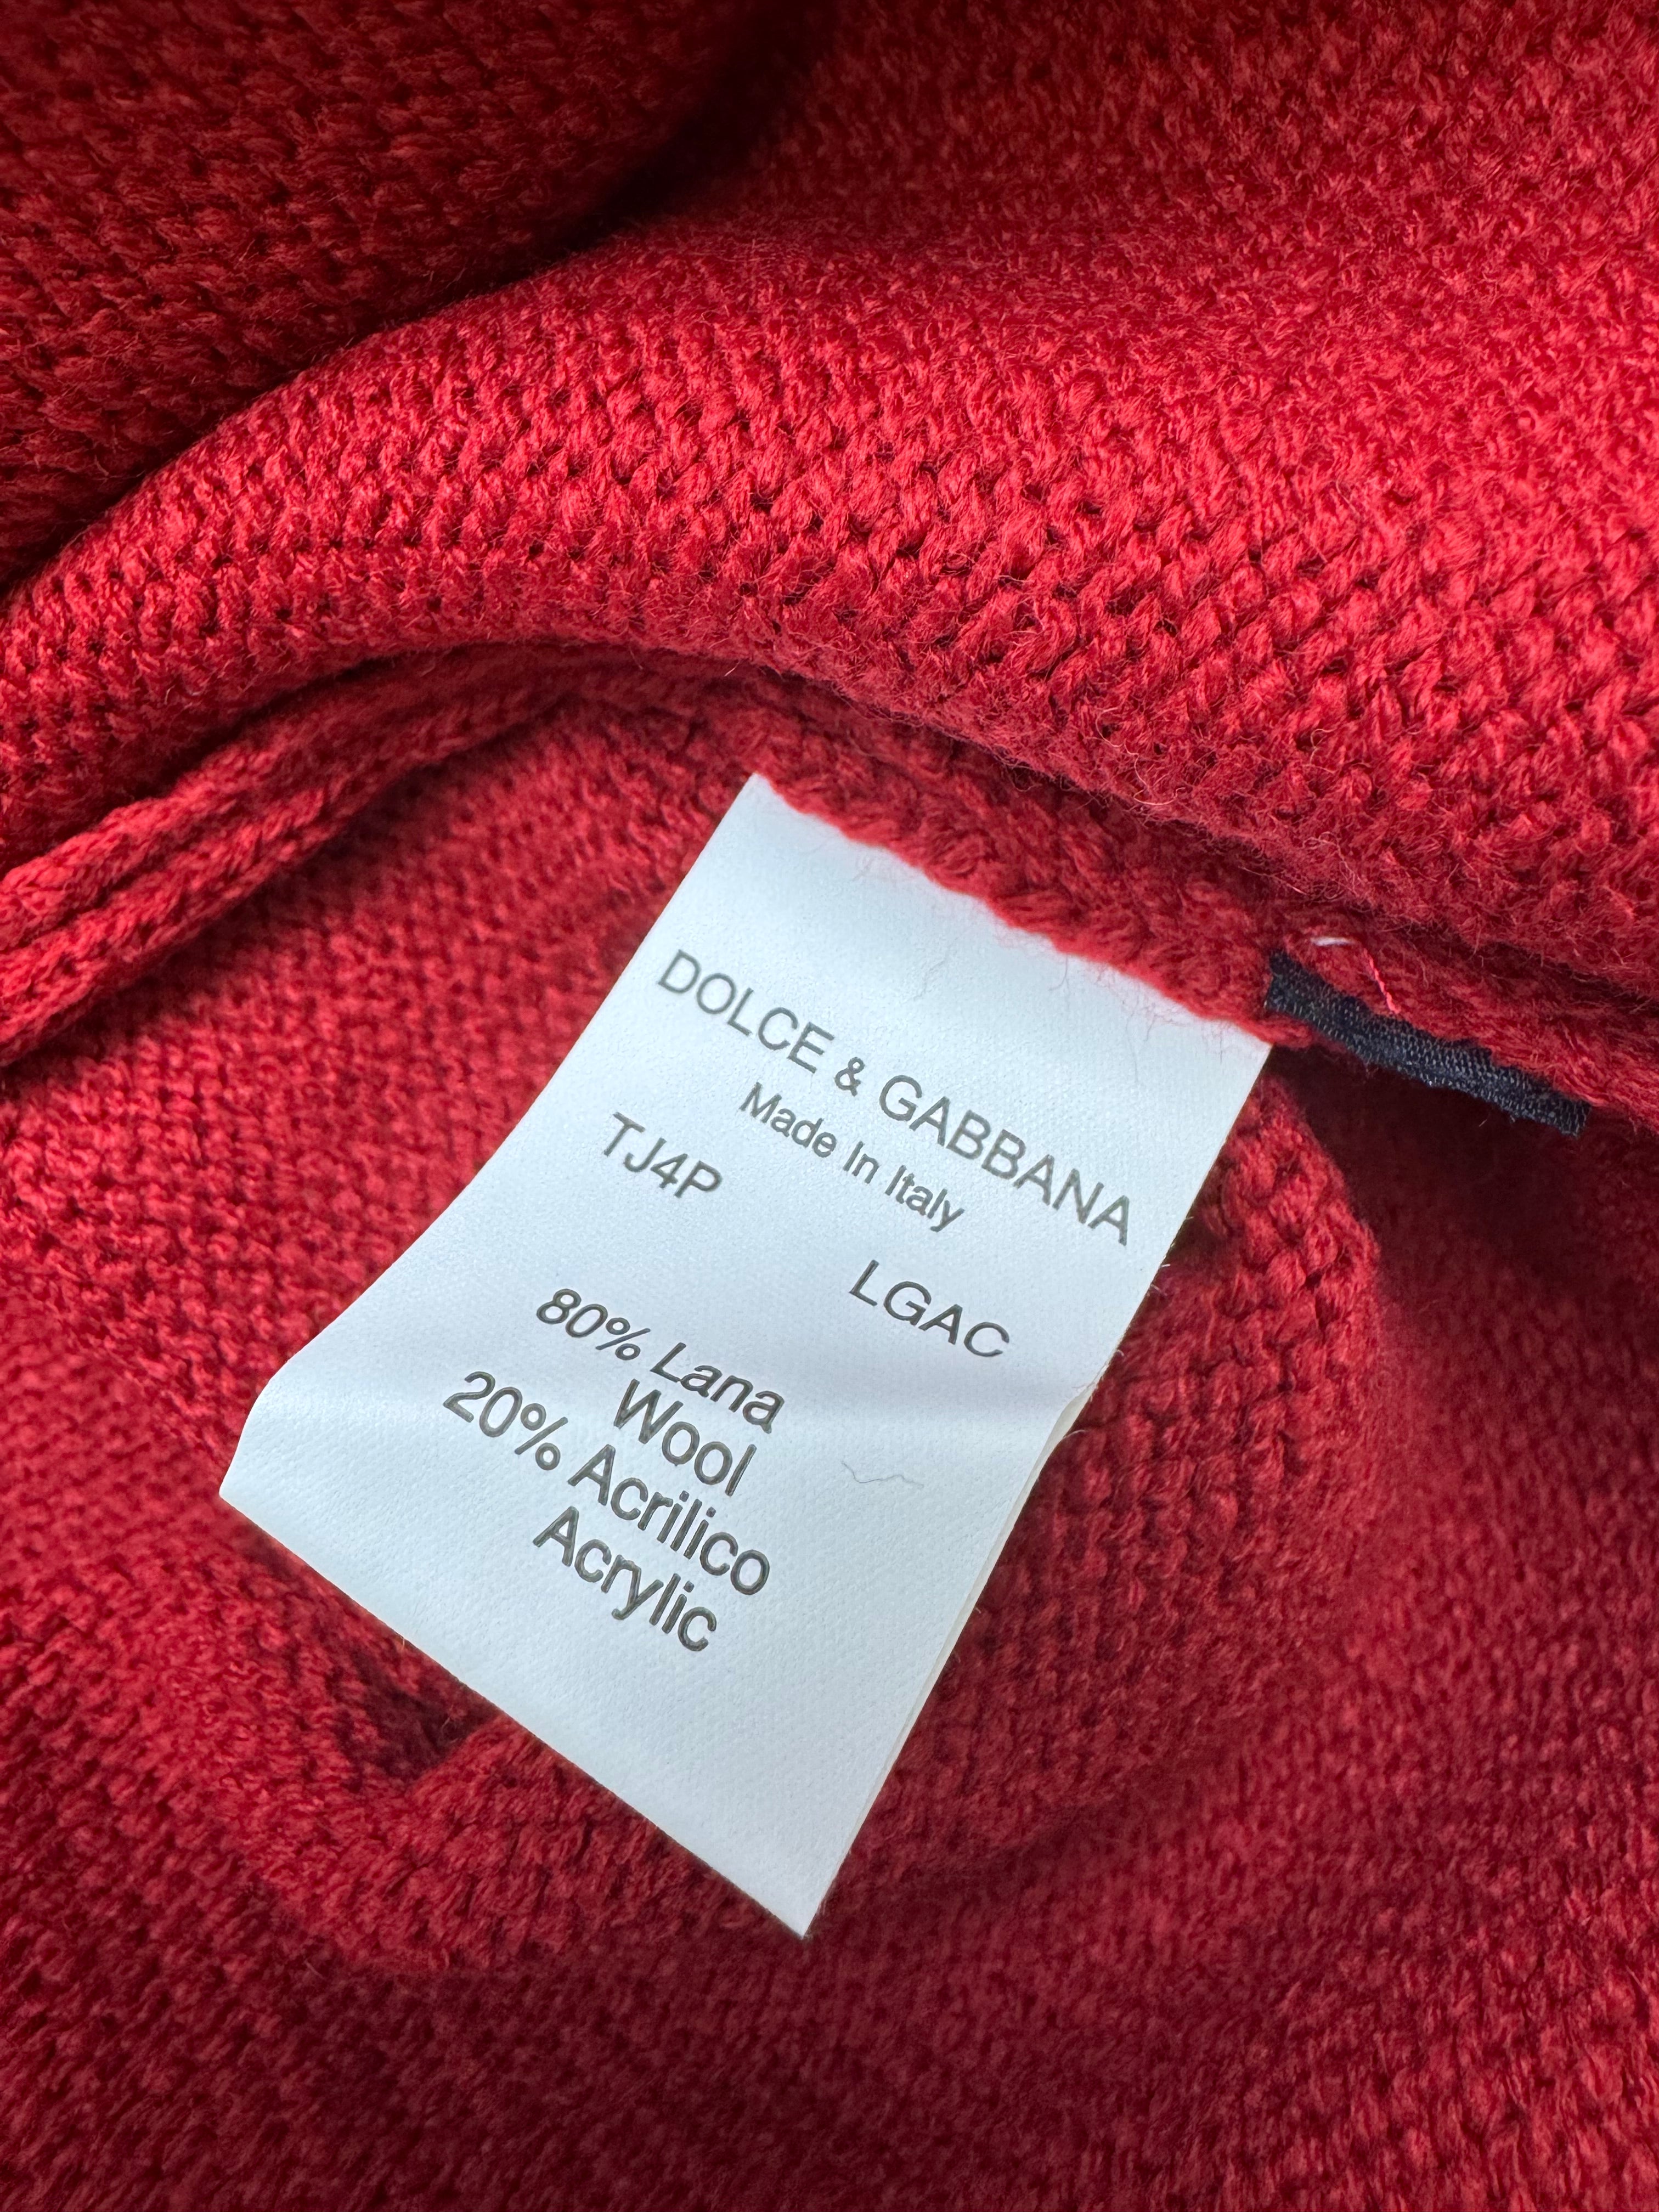 DOLCE & GABBANA
Made In Italy
TJ4P
LGAC
80% Lana
Wool
20% Acrilico
Acrylic